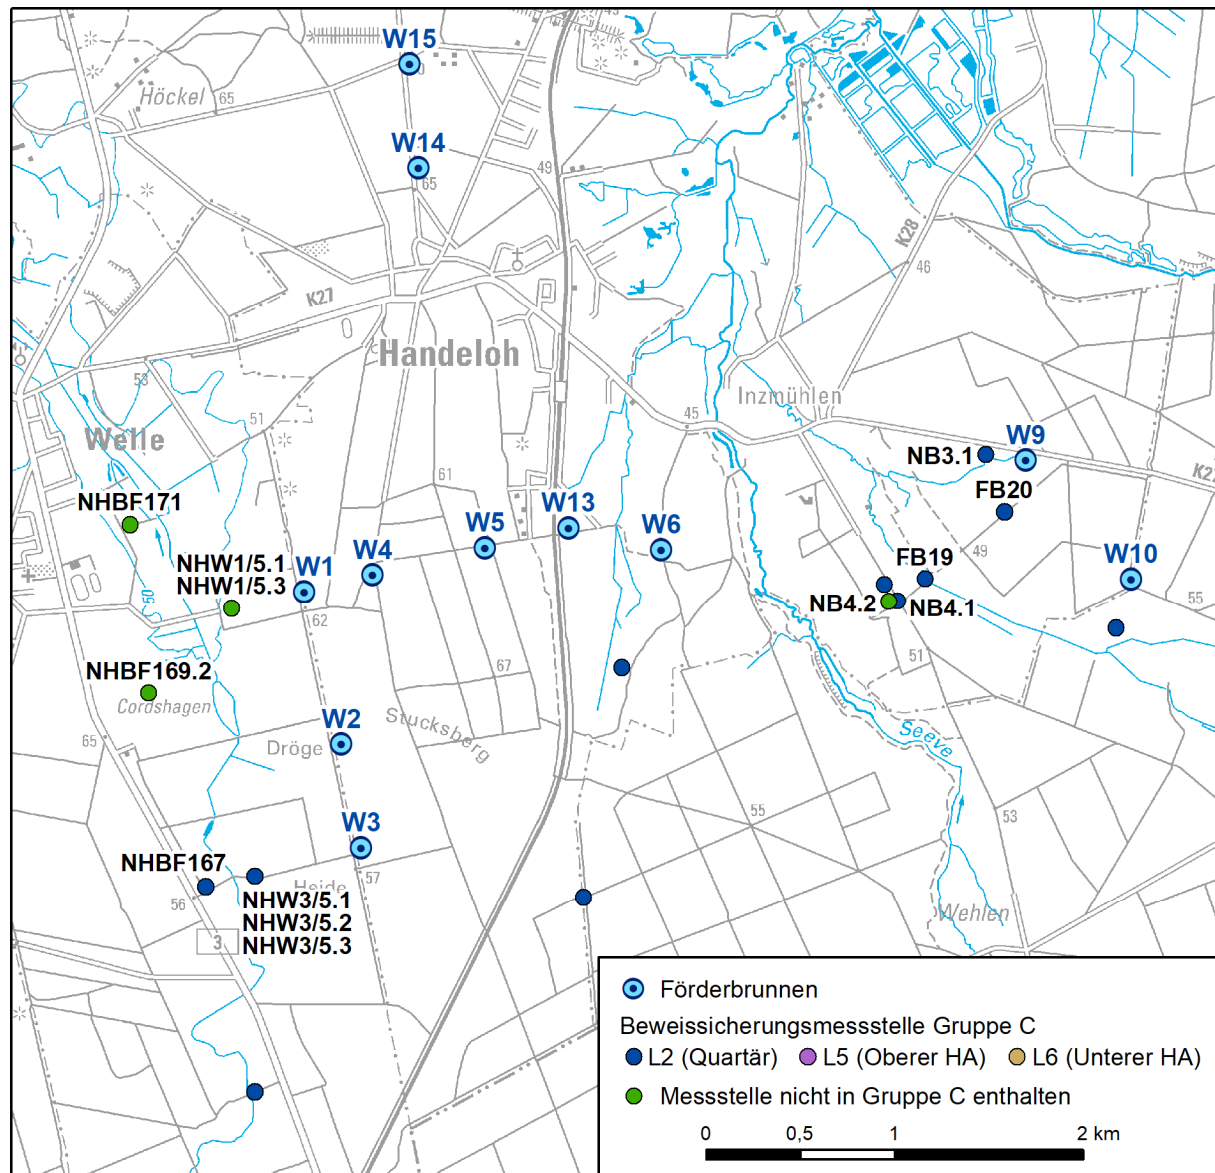 43
W15
Höckel
65
W14
65
49
K28
46
K27
Handeloh
53
51
Inzmühlen
45
Welle
W9
NB3.1
K27
61
NHBF171
FB20
W13
W5
W6
49
NHW1/5.1
NHW1/5.3
W1
W4
FB19
W10
50
NB4.2
NB4.1
55
62
51
67
NHBF169.2
Cordshagen
W2
Stucksberg
65
Dröge
Seeve
W3
55
53
NHBF167
57
Heide
NHW3/5.1
NHW3/5.2
NHW3/5.3
56
3
Wehlen
Förderbrunnen
Beweissicherungsmessstelle Gruppe C
L2 (Quartär) L5 (Oberer HA) L6 (Unterer HA)
Messstelle nicht in Gruppe C enthalten
0 0,5 1 2 km